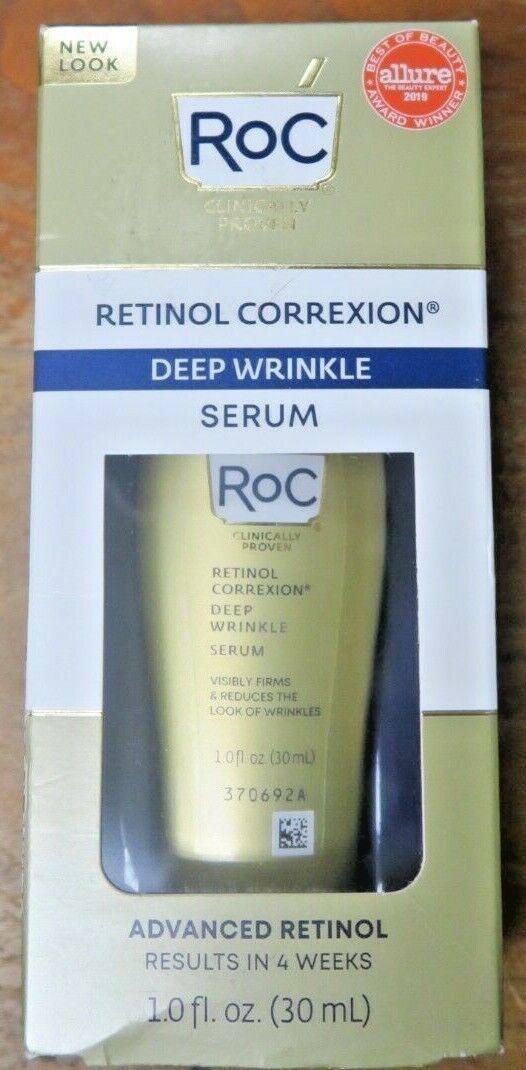 NEW
LOOK
BEST OF BEAUTY
allure
THE BEAUTY EXPERT
2019
AWARD WINNER
RoC®
CLINICALLY
PROVEN
RETINOL CORREXION®
DEEP WRINKLE
SERUM
RoC®
CLINICALLY
PROVEN
RETINOL
CORREXION®
DEEP
WRINKLE
SERUM
VISIBLY FIRMS
& REDUCES THE
LOOK OF WRINKLES
1.0 fl. oz. (30 mL)
370692A
ADVANCED RETINOL
RESULTS IN 4 WEEKS
1.0 fl. oz. (30 mL)